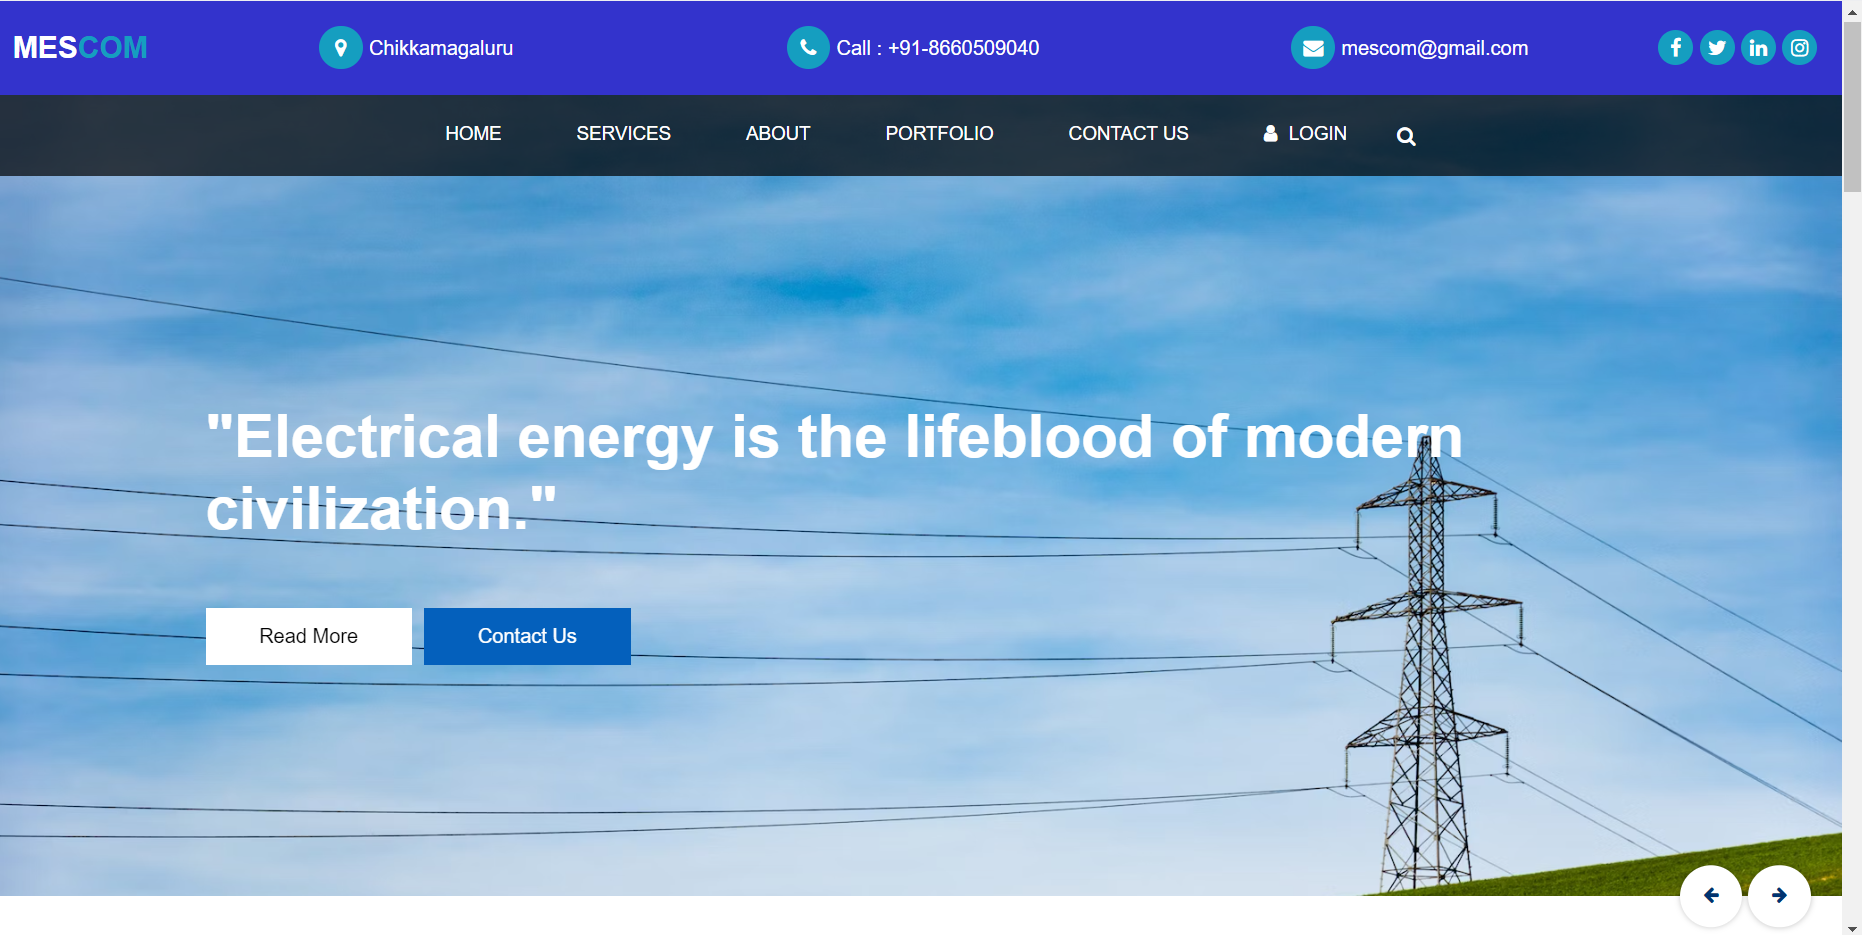 MESCOM
Chikkamagaluru
Call : +91-8660509040
mescom@gmail.com
HOME
SERVICES
ABOUT
PORTFOLIO
CONTACT US
LOGIN
"Electrical energy is the lifeblood of modern
civilization."
Read More
Contact Us